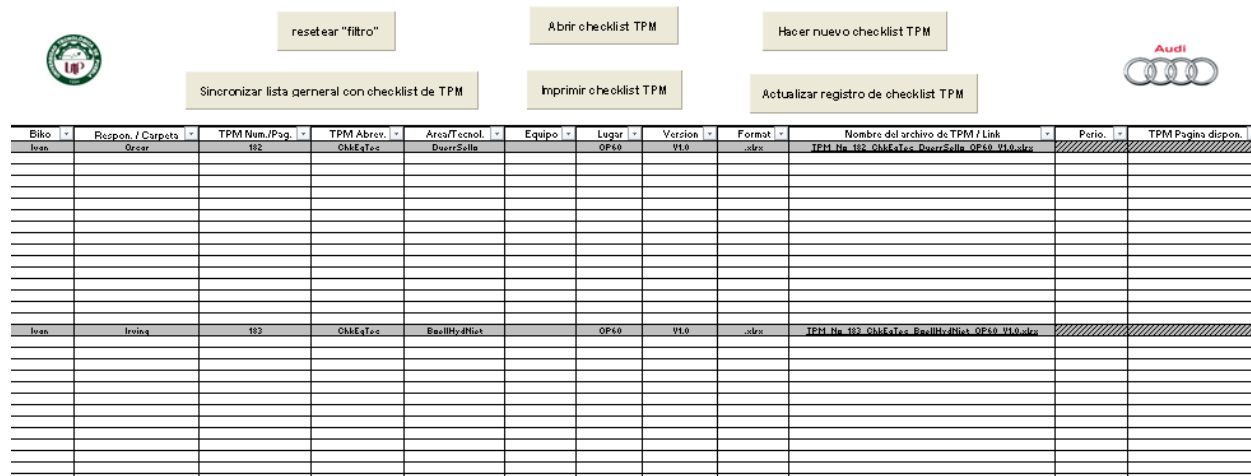 resetear "filtro"
Abrir checklist TPM
Hacer nuevo checklist TPM
Audi
Sincronizar lista gerneral con checklist de TPM
Imprimir checklist TPM
Actualizar registro de checklist TPM
Biko Respon. / Carpeta TPM Num./Pag. TPM Abrev. Area/Tecnol. Equipo Lugar Version Format Nombre del archivo de TPM / Link Perio. TPM Pagina dispon.
Ivan Oscar 182 ChkEqTec DuerrSella OP60 V1.0 .xlsx TPM_No_182_ChkEqTec_DuerrSella_OP60_V1.0.xlsx
Ivan Irving 183 ChkEqTec BoellHydNiet OP60 V1.0 .xlsx TPM_No_183_ChkEqTec_BoellHydNiet_OP60_V1.0.xlsx